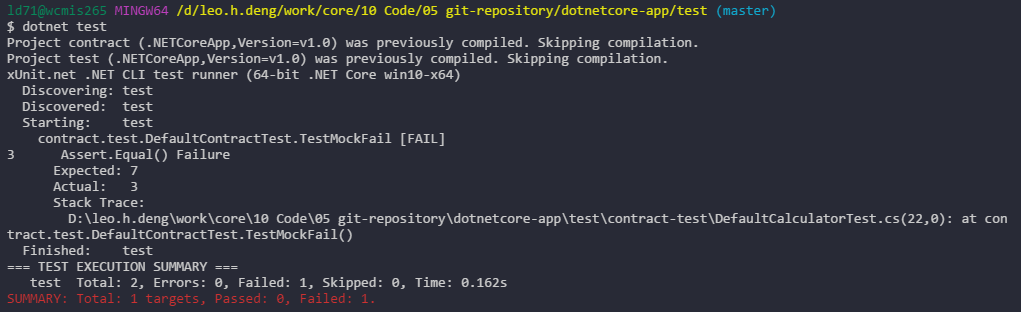 ld71@wcmis265 MINGW64 /d/leo.h.deng/work/core/10 Code/05 git-repository/dotnetcore-app/test (master)
$ dotnet test
Project contract (.NETCoreApp,Version=v1.0) was previously compiled. Skipping compilation.
Project test (.NETCoreApp,Version=v1.0) was previously compiled. Skipping compilation.
xUnit.net .NET CLI test runner (64-bit .NET Core win10-x64)
  Discovering: test
  Discovered:  test
  Starting:    test
    contract.test.DefaultContractTest.TestMockFail [FAIL]
3      Assert.Equal() Failure
      Expected: 7
      Actual:   3
      Stack Trace:
        D:\leo.h.deng\work\core\10 Code\05 git-repository\dotnetcore-app\test\contract-test\DefaultCalculatorTest.cs(22,0): at con
tract.test.DefaultContractTest.TestMockFail()
  Finished:    test
=== TEST EXECUTION SUMMARY ===
   test  Total: 2, Errors: 0, Failed: 1, Skipped: 0, Time: 0.162s
SUMMARY: Total: 1 targets, Passed: 0, Failed: 1.